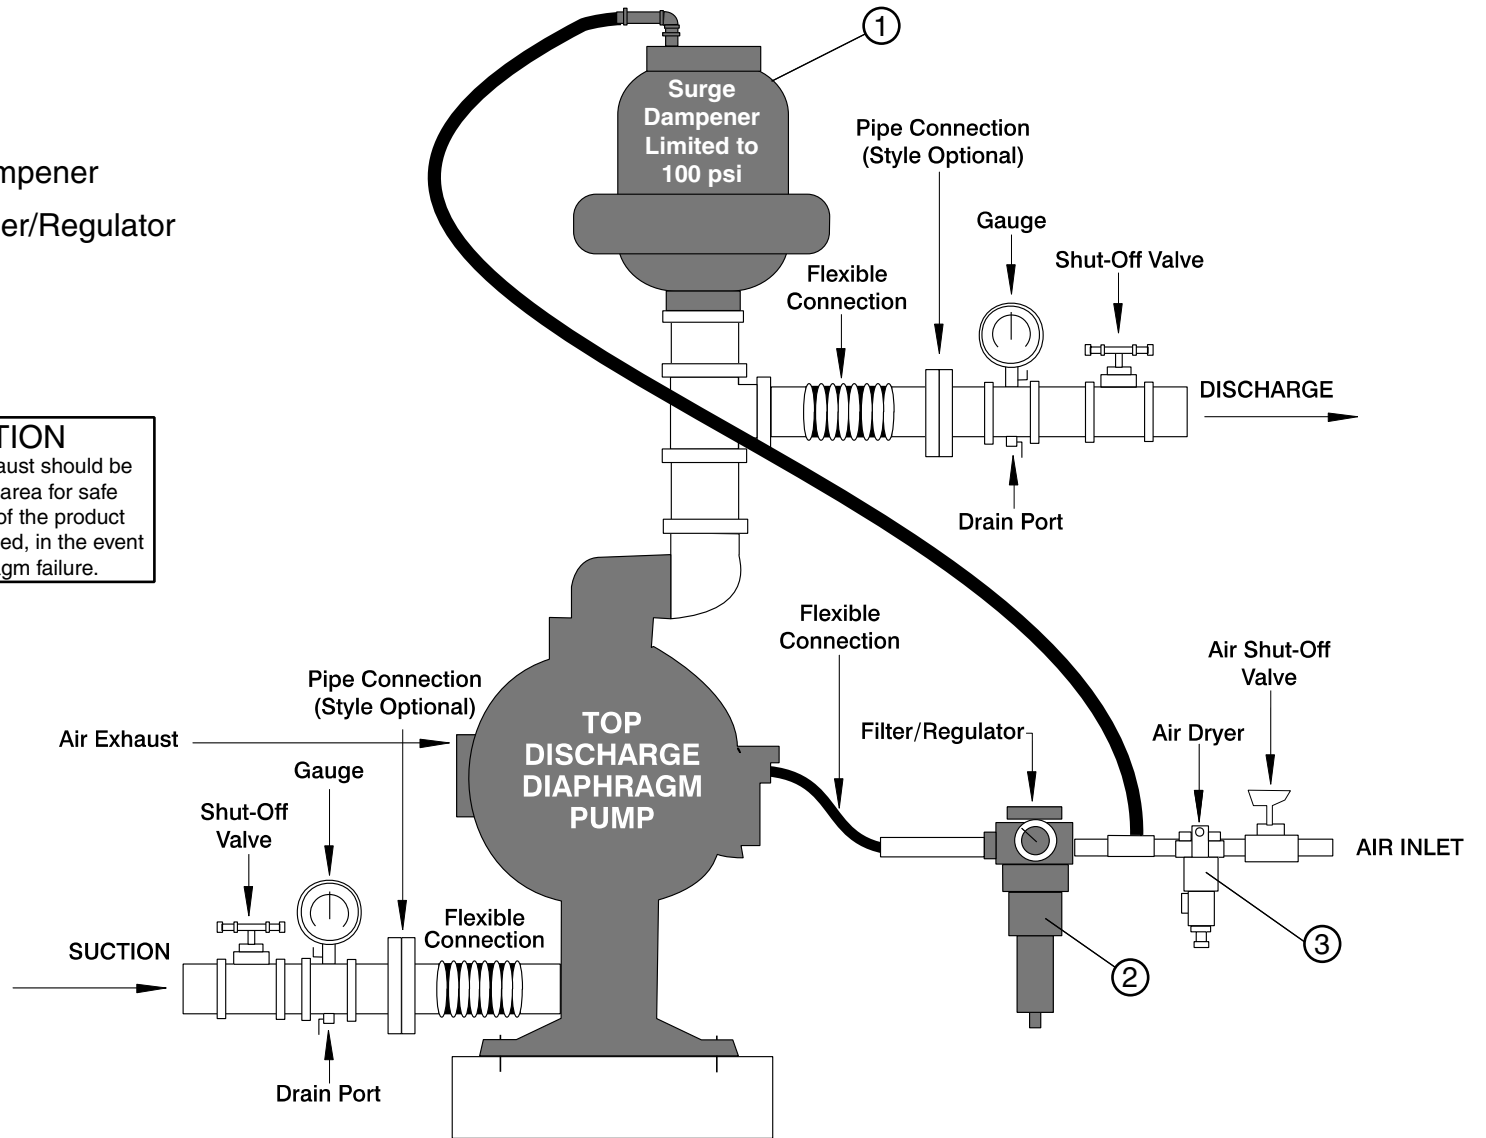 1
Surge
Dampener
Limited to
100 psi
Pipe Connection
(Style Optional)
Gauge
Shut-Off Valve
Flexible
Connection
mpener
er/Regulator
DISCHARGE
Drain Port
TION
aust should be
area for safe
of the product
ed, in the event
gm failure.
Flexible
Connection
Air Shut-Off
Valve
Pipe Connection
(Style Optional)
Air Exhaust
TOP
DISCHARGE
DIAPHRAGM
PUMP
Filter/Regulator
Air Dryer
Gauge
Shut-Off
Valve
AIR INLET
Flexible
Connection
SUCTION
2
3
Drain Port